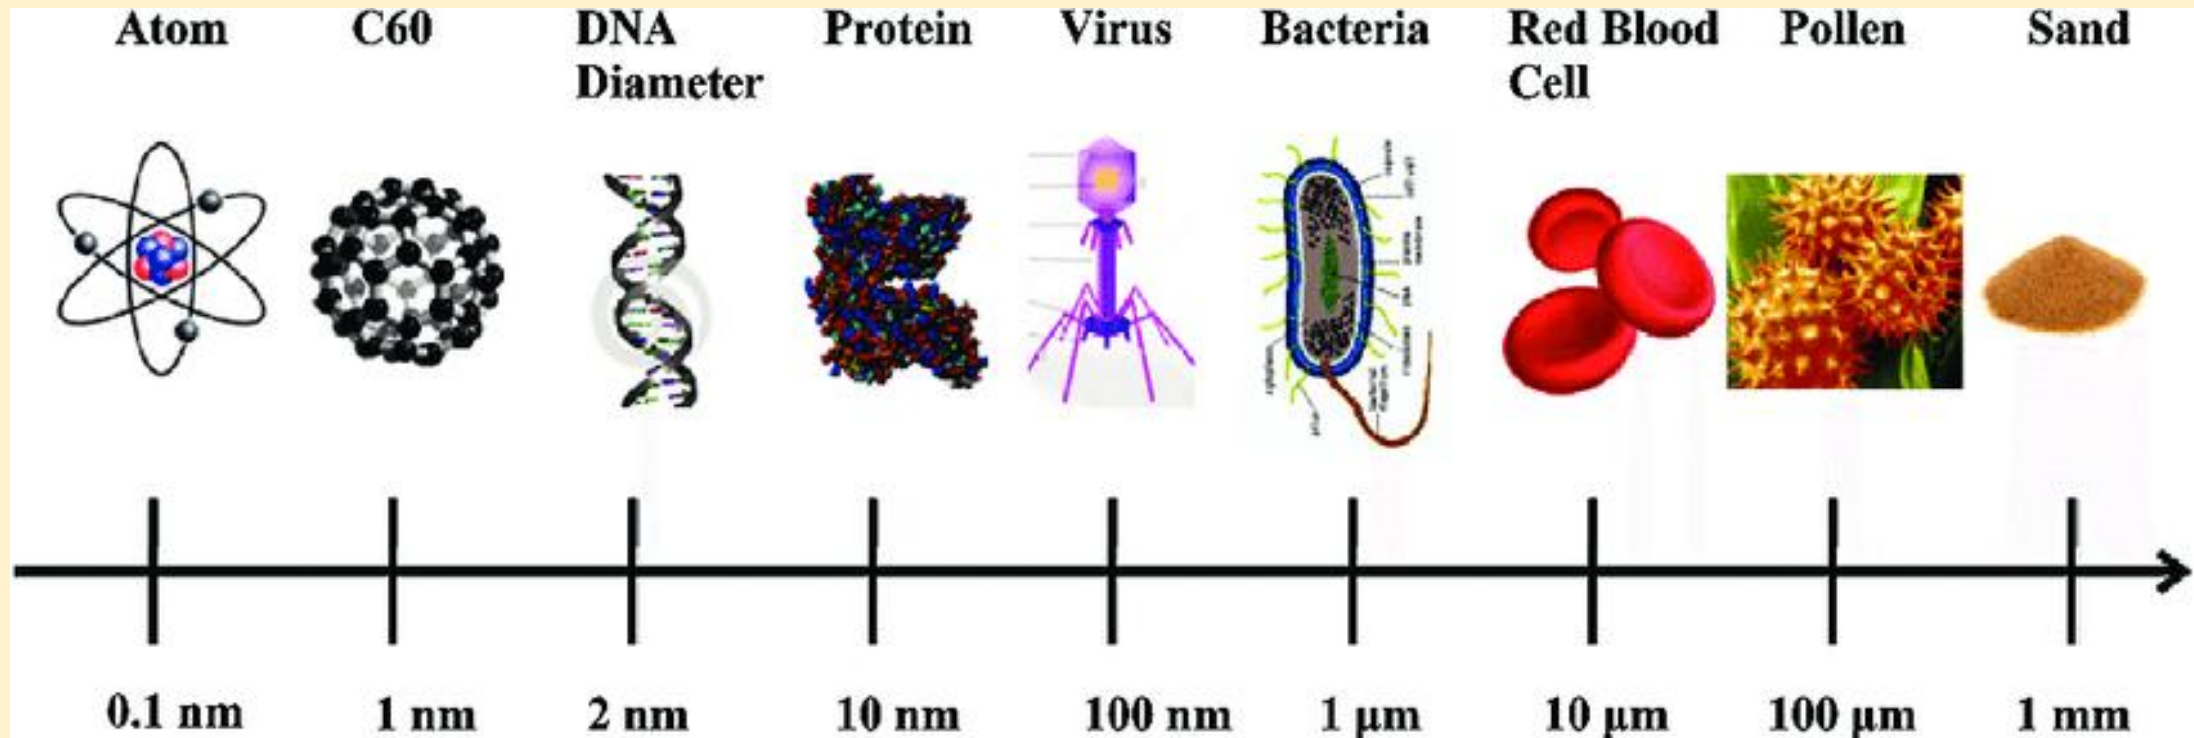 Atom C60 DNA Diameter Protein Virus Bacteria Red Blood Cell Pollen Sand
0.1 nm 1 nm 2 nm 10 nm 100 nm 1 μm 10 μm 100 μm 1 mm